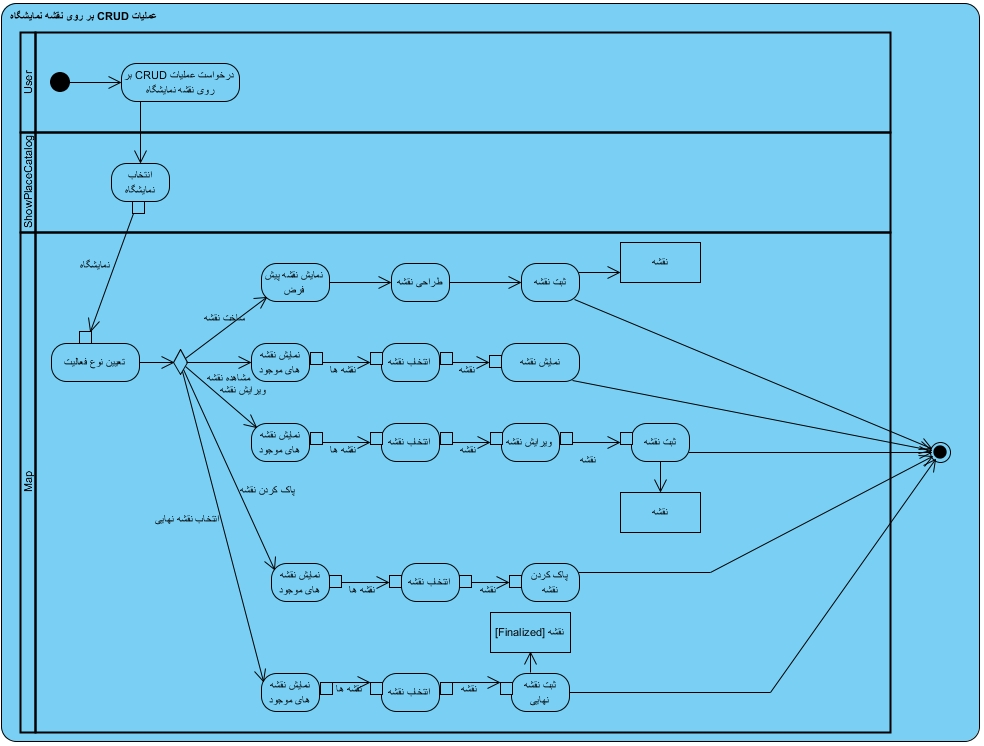 عملیات CRUD بر روی نقشه نمایشگاه
User
درخواست عملیات CRUD بر
روی نقشه نمایشگاه
ShowPlaceCatalog
انتخاب
نمایشگاه
نمایشگاه
Map
تعیین نوع فعالیت
ساخت نقشه
نمایش نقشه پیش
فرض
طراحی نقشه
ثبت نقشه
نقشه
مشاهده نقشه
نمایش نقشه
های موجود
نقشه ها
انتخاب نقشه
نقشه
نمایش نقشه
ویرایش نقشه
نمایش نقشه
های موجود
نقشه ها
انتخاب نقشه
نقشه
ویرایش نقشه
نقشه
ثبت نقشه
نقشه
پاک کردن نقشه
نمایش نقشه
های موجود
نقشه ها
انتخاب نقشه
نقشه
پاک کردن
نقشه
انتخاب نقشه نهایی
نمایش نقشه
های موجود
نقشه ها
انتخاب نقشه
نقشه
ثبت نقشه
نهایی
نقشه [Finalized]